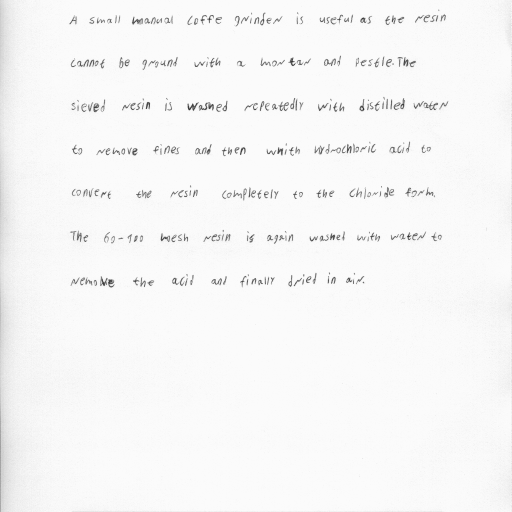 A small manual coffe grinder is useful as the resin
cannot be ground with a mortar and pestle. The
sieved resin is washed repeatedly with distilled water
to remove fines and then whith hydrochloric acid to
convert the resin completely to the chloride form.
The 60-100 mesh resin is again washed with water to
remove the acid and finally dried in air.